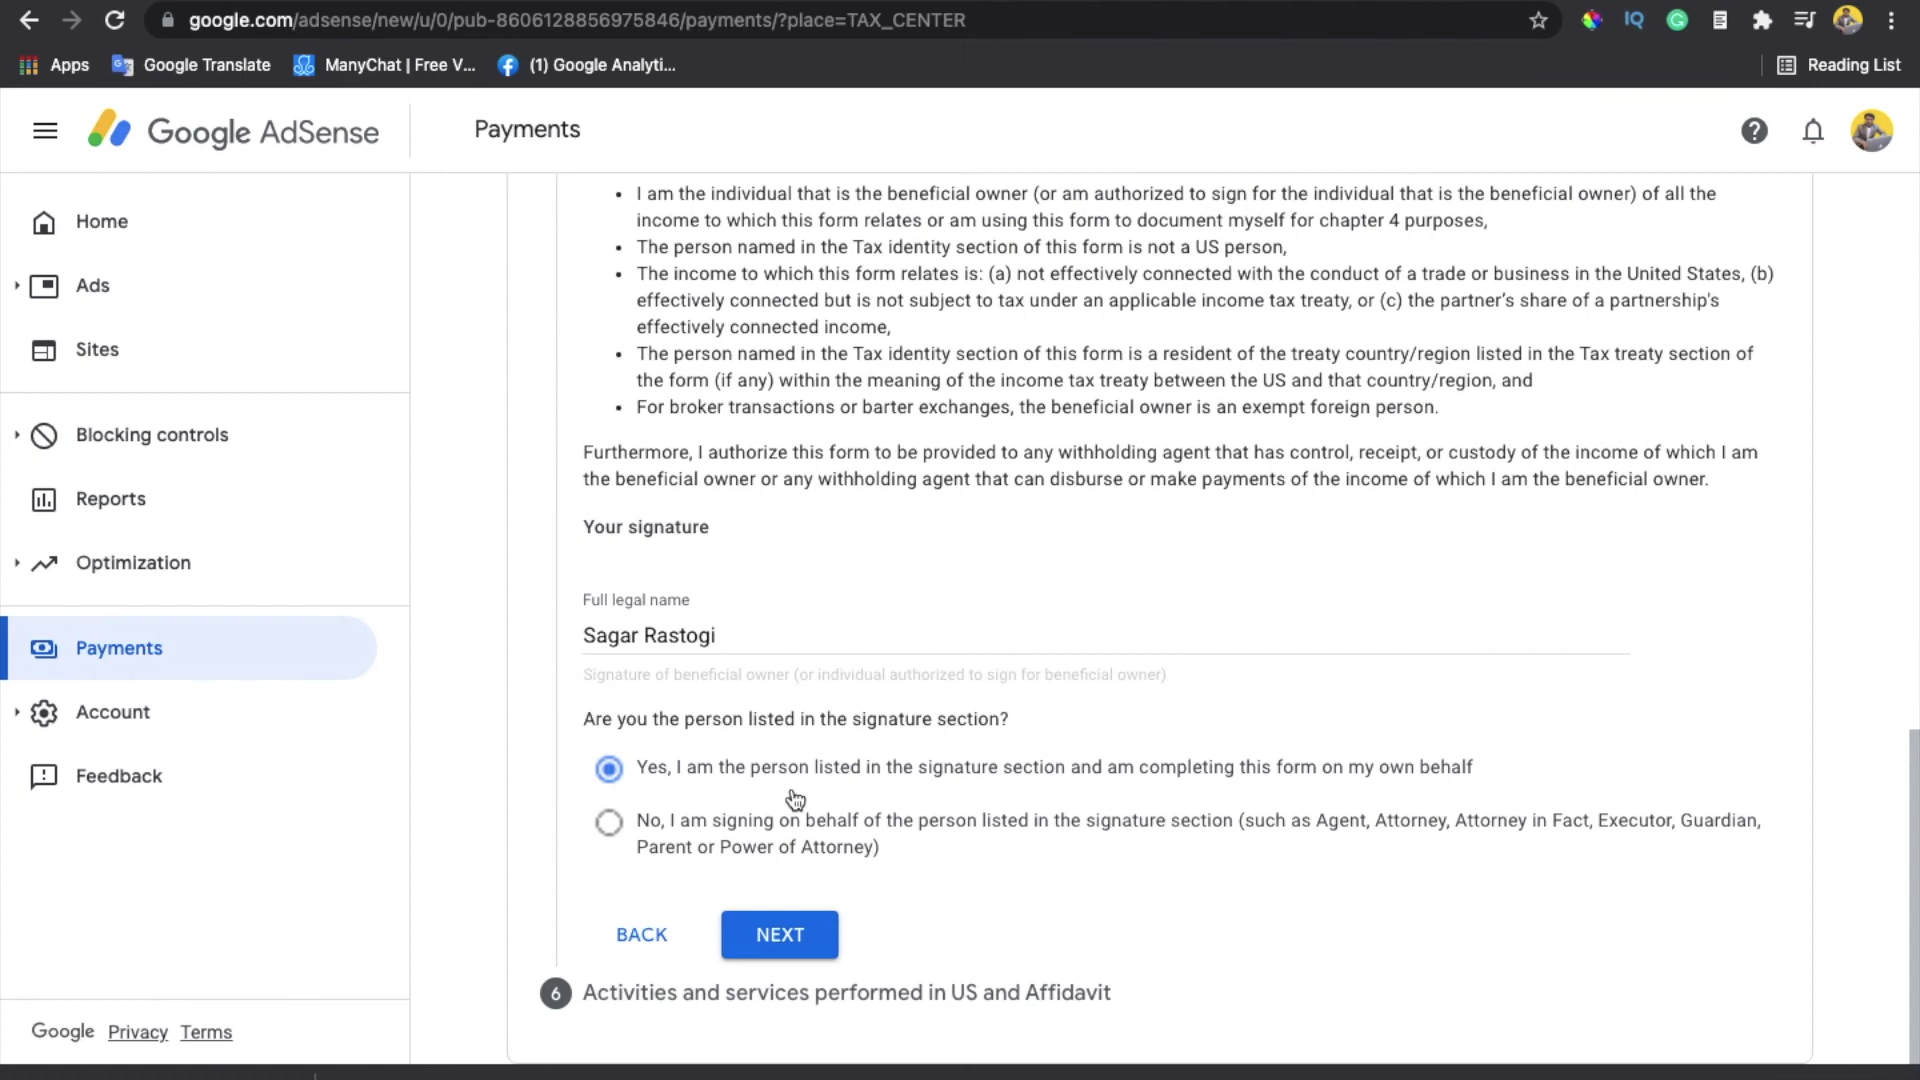 google.com/adsense/new/u/0/pub-8606128856975846/payments/?place=TAX_CENTER
IQ
Apps
Google Translate
ManyChat | Free V...
(1) Google Analyti...
Reading List
Google AdSense
Payments
Home
Ads
Sites
Blocking controls
Reports
Optimization
Payments
Account
Feedback
Google Privacy Terms
• I am the individual that is the beneficial owner (or am authorized to sign for the individual that is the beneficial owner) of all the
income to which this form relates or am using this form to document myself for chapter 4 purposes,
• The person named in the Tax identity section of this form is not a US person,
• The income to which this form relates is: (a) not effectively connected with the conduct of a trade or business in the United States, (b)
effectively connected but is not subject to tax under an applicable income tax treaty, or (c) the partner's share of a partnership's
effectively connected income,
• The person named in the Tax identity section of this form is a resident of the treaty country/region listed in the Tax treaty section of
the form (if any) within the meaning of the income tax treaty between the US and that country/region, and
• For broker transactions or barter exchanges, the beneficial owner is an exempt foreign person.
Furthermore, I authorize this form to be provided to any withholding agent that has control, receipt, or custody of the income of which I am
the beneficial owner or any withholding agent that can disburse or make payments of the income of which I am the beneficial owner.
Your signature
Full legal name
Sagar Rastogi
Signature of beneficial owner (or individual authorized to sign for beneficial owner)
Are you the person listed in the signature section?
Yes, I am the person listed in the signature section and am completing this form on my own behalf
No, I am signing on behalf of the person listed in the signature section (such as Agent, Attorney, Attorney in Fact, Executor, Guardian,
Parent or Power of Attorney)
BACK
NEXT
6 Activities and services performed in US and Affidavit